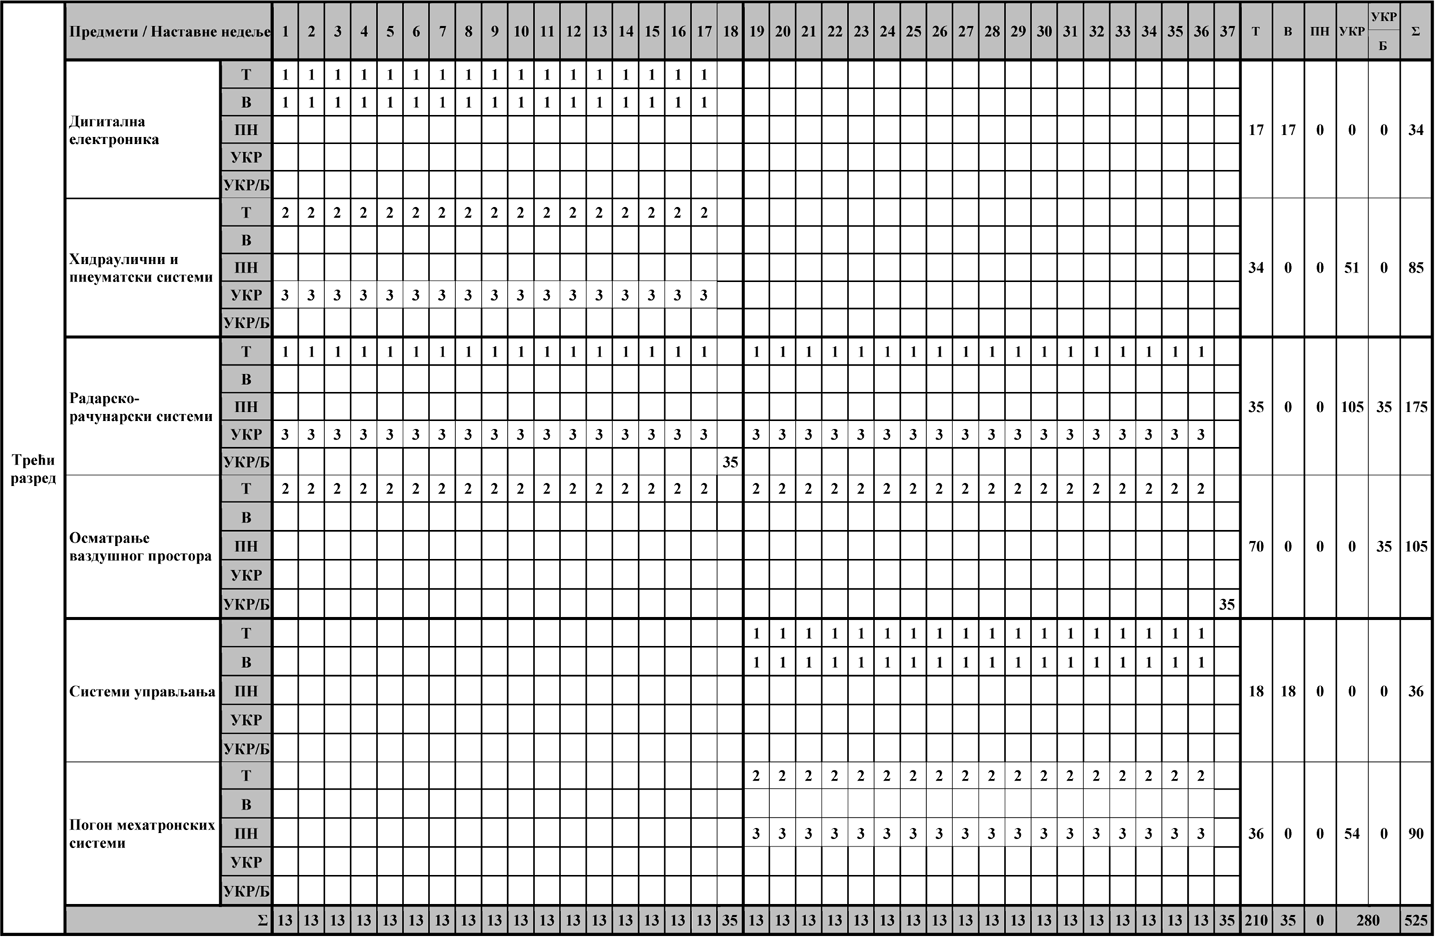 Предмети / Наставне недеље 1 2 3 4 5 6 7 8 9 10 11 12 13 14 15 16 17 18 19 20 21 22 23 24 25 26 27 28 29 30 31 32 33 34 35 36 37 Т В ПН УКР УКР Б Σ
Трећи
разред
Дигитална
електроника
Т 1 1 1 1 1 1 1 1 1 1 1 1 1 1 1 1 1
В 1 1 1 1 1 1 1 1 1 1 1 1 1 1 1 1 1
ПН
УКР
УКР/Б
17 17 0 0 0 34
Хидраулични и
пнеуматски системи
Т 2 2 2 2 2 2 2 2 2 2 2 2 2 2 2 2 2
В
ПН
УКР 3 3 3 3 3 3 3 3 3 3 3 3 3 3 3 3 3
УКР/Б
34 0 0 51 0 85
Радарско-
рачунарски системи
Т 1 1 1 1 1 1 1 1 1 1 1 1 1 1 1 1 1 1 1 1 1 1 1 1 1 1 1 1 1 1 1 1 1 1 1
В
ПН
УКР 3 3 3 3 3 3 3 3 3 3 3 3 3 3 3 3 3 3 3 3 3 3 3 3 3 3 3 3 3 3 3 3 3 3 3
УКР/Б 35
35 0 0 105 35 175
Осматрање
ваздушног простора
Т 2 2 2 2 2 2 2 2 2 2 2 2 2 2 2 2 2 2 2 2 2 2 2 2 2 2 2 2 2 2 2 2 2 2 2
В
ПН
УКР
УКР/Б 35
70 0 0 0 35 105
Системи управљања
Т 1 1 1 1 1 1 1 1 1 1 1 1 1 1 1 1 1 1
В 1 1 1 1 1 1 1 1 1 1 1 1 1 1 1 1 1 1
ПН
УКР
УКР/Б
18 18 0 0 0 36
Погон мехатронских
системи
Т 2 2 2 2 2 2 2 2 2 2 2 2 2 2 2 2 2 2
В
ПН 3 3 3 3 3 3 3 3 3 3 3 3 3 3 3 3 3 3
УКР
УКР/Б
36 0 0 54 0 90
Σ 13 13 13 13 13 13 13 13 13 13 13 13 13 13 13 13 13 35 13 13 13 13 13 13 13 13 13 13 13 13 13 13 13 13 13 13 35 210 35 0 280 525